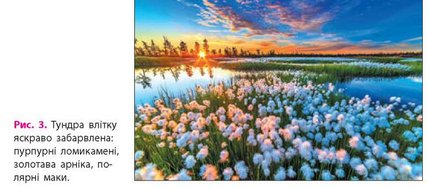 Рис. 3. Тундра влітку
яскраво забарвлена:
пурпурні ломикамені,
золотава арніка, по-
лярні маки.